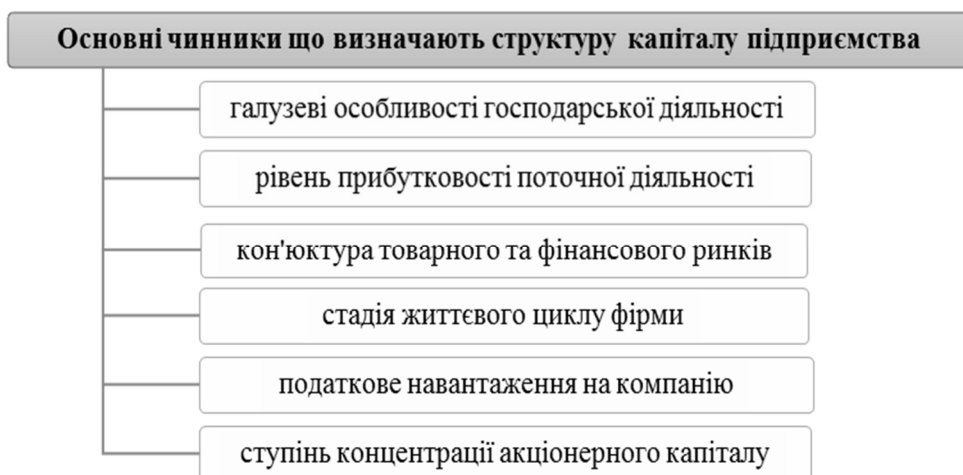 Основні чинники що визначають структуру капіталу підприємства
галузеві особливості господарської діяльності
рівень прибутковості поточної діяльності
кон'юктура товарного та фінансового ринків
стадія життєвого циклу фірми
податкове навантаження на компанію
ступінь концентрації акціонерного капіталу